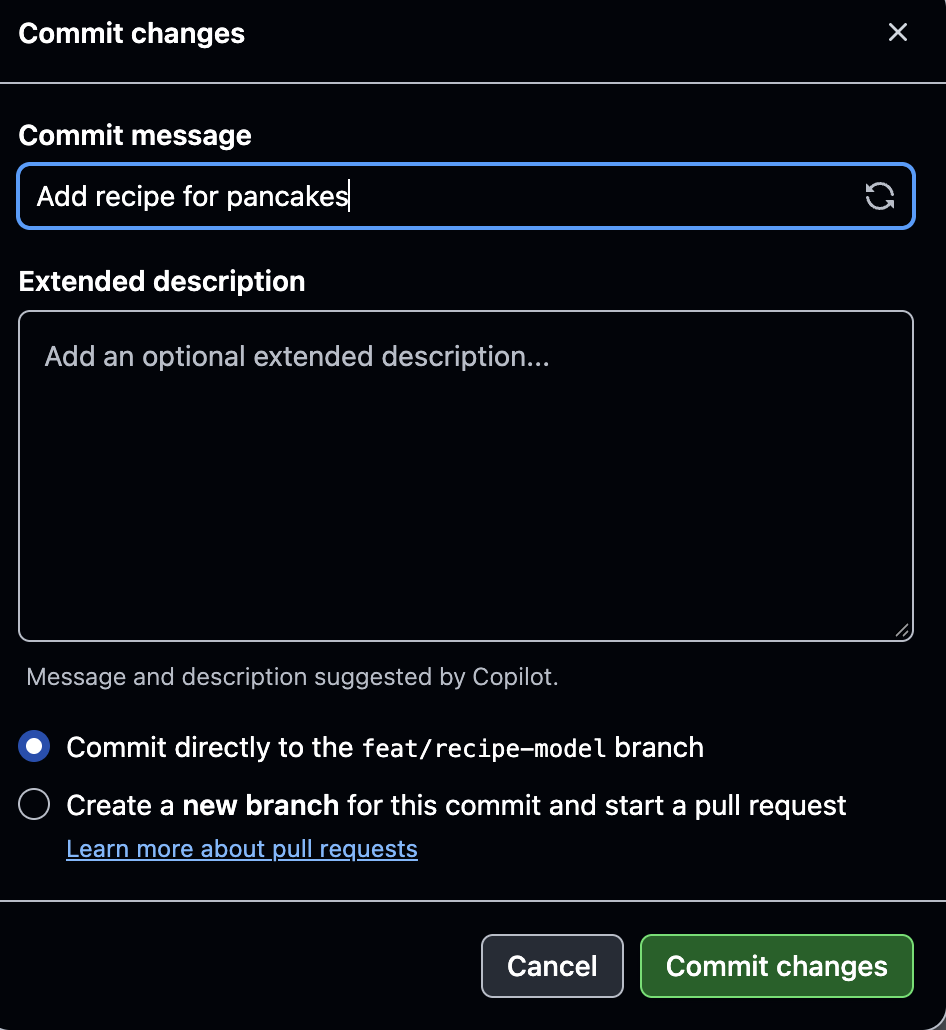 Commit changes
Commit message
Add recipe for pancakes
Extended description
Add an optional extended description...
Message and description suggested by Copilot.
Commit directly to the feat/recipe-model branch
Create a new branch for this commit and start a pull request
Learn more about pull requests
Cancel
Commit changes